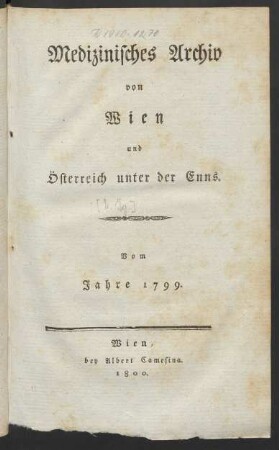 Medizinisches Archiv
von
Wien
und
Österreich unter der Enns.
Vom
Jahre 1799.
Wien,
bey Albert Camesina.
1800.